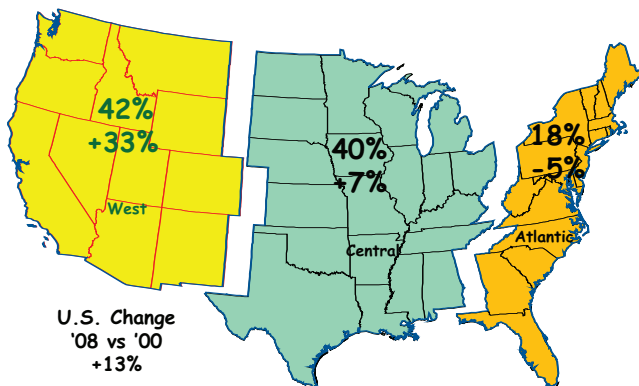 42%
+33%
West
40%
+7%
Central
18%
-5%
Atlantic
U.S. Change
'08 vs '00
+13%